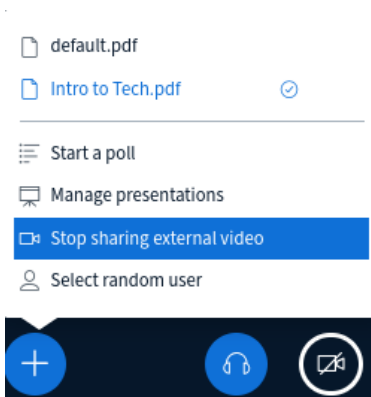 default.pdf
Intro to Tech.pdf
Start a poll
Manage presentations
Stop sharing external video
Select random user